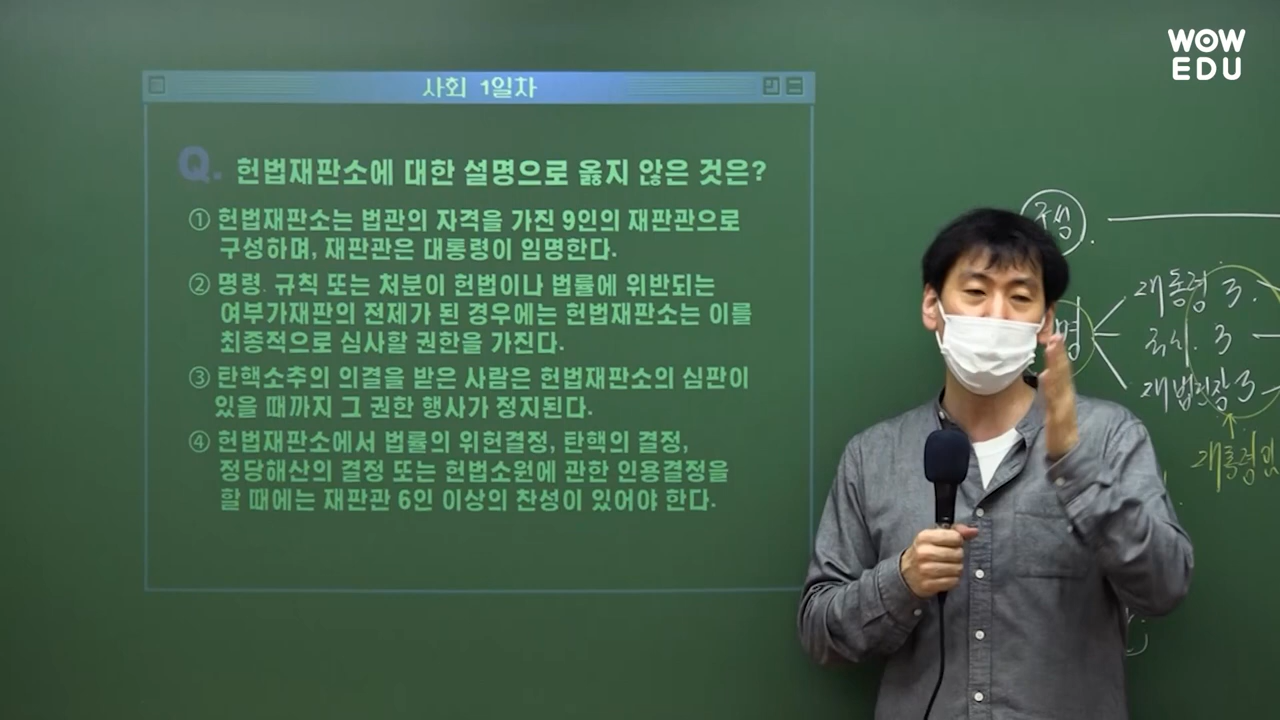 WOW
EDU
사회 1일차
Q. 헌법재판소에 대한 설명으로 옳지 않은 것은?
① 헌법재판소는 법관의 자격을 가진 9인의 재판관으로
구성하며, 재판관은 대통령이 임명한다.
② 명령. 규칙 또는 처분이 헌법이나 법률에 위반되는
여부가재판의 전제가 된 경우에는 헌법재판소는 이를
최종적으로 심사할 권한을 가진다.
③ 탄핵소추의 의결을 받은 사람은 헌법재판소의 심판이
있을 때까지 그 권한 행사가 정지된다.
④ 헌법재판소에서 법률의 위헌결정, 탄핵의 결정,
정당해산의 결정 또는 헌법소원에 관한 인용결정을
할 때에는 재판관 6인 이상의 찬성이 있어야 한다.
대통령 3.
국회. 3
명
대법원장 3
대통령